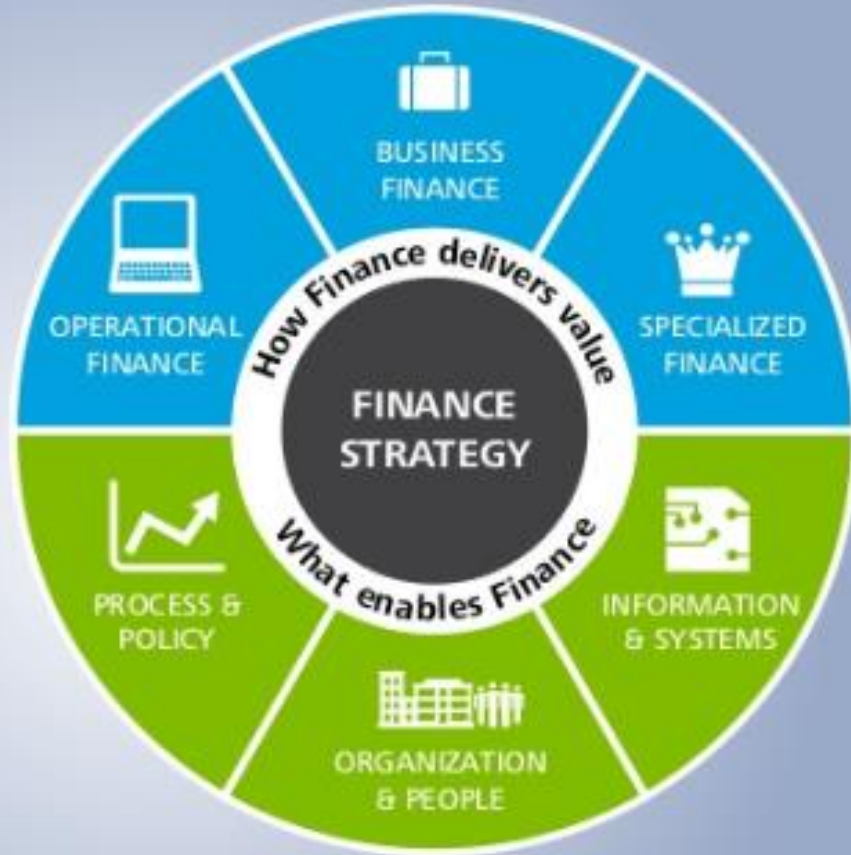 BUSINESS
FINANCE
OPERATIONAL
FINANCE
SPECIALIZED
FINANCE
How Finance delivers value
FINANCE
STRATEGY
What enables Finance
PROCESS &
POLICY
INFORMATION
& SYSTEMS
ORGANIZATION
& PEOPLE